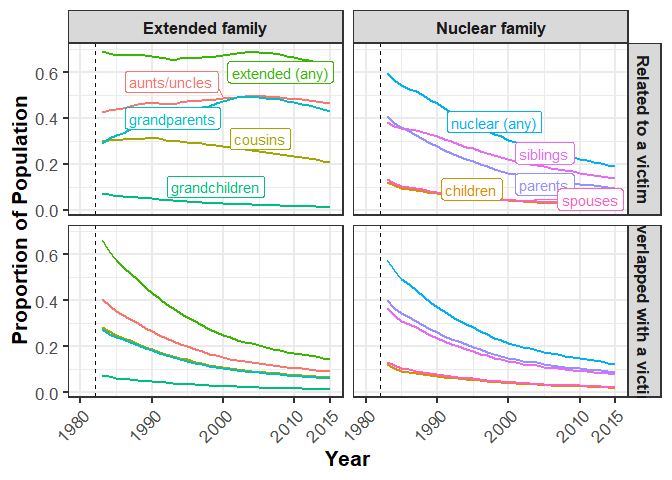 Extended family
Nuclear family
0.6
0.4
0.2
0.0
extended (any)
aunts/uncles
grandparents
cousins
grandchildren
nuclear (any)
siblings
parents
children
spouses
Related to a victim
0.6
0.4
0.2
0.0
verlapped with a victi
Proportion of Population
1980
1990
2000
2010
2015
1980
1990
2000
2010
2015
Year